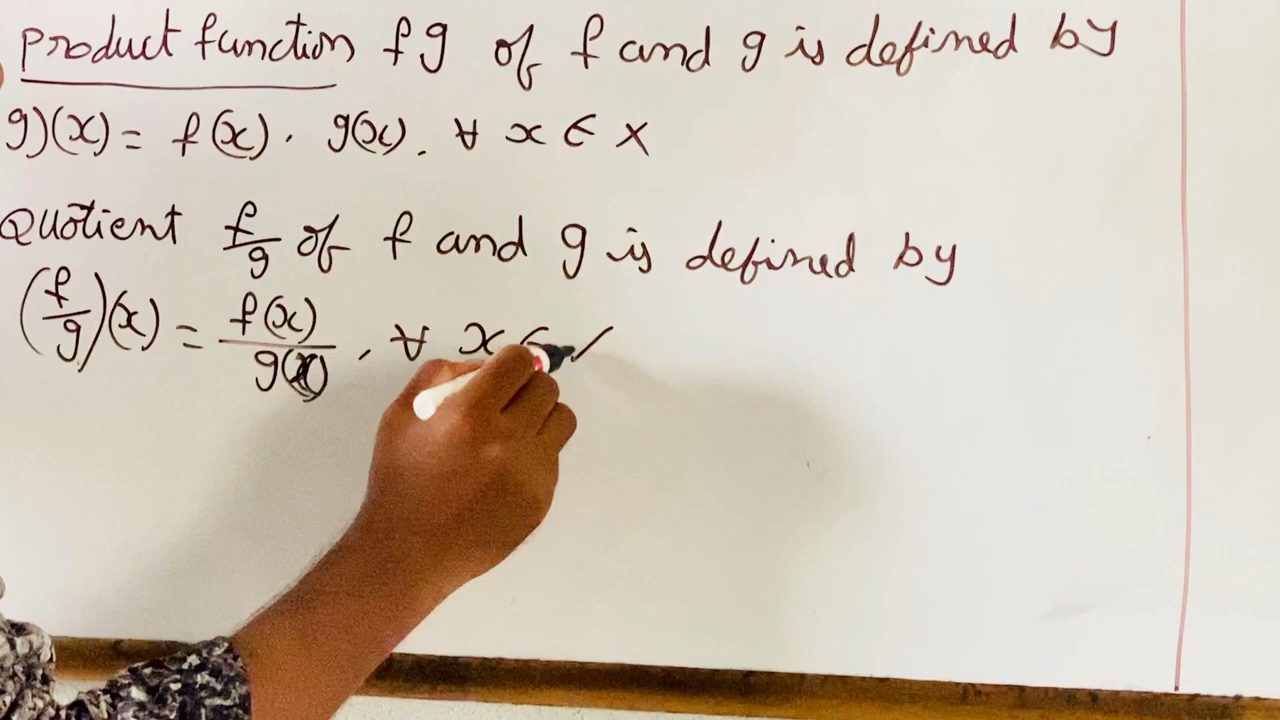 product function fg of f and g is defined by
g)(x) = f(x) . g(x). ∀ x ∈ X
Quotient f/g of f and g is defined by
(f/g)(x) = f(x)/g(x) , ∀ x ∈